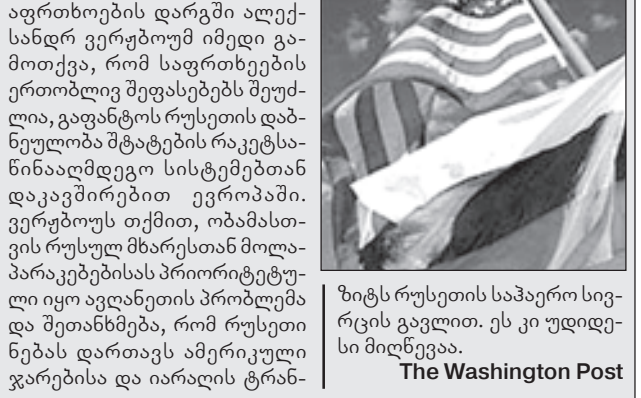 აფრთხოების დარგში ალექ-
სანდრ ვერჟბოუმ იმედი გა-
მოთქვა, რომ საფრთხეების
ერთობლივ შეფასებებს შეუძ-
ლია, გაფანტოს რუსეთის დაბ-
ნეულობა შტატების რაკეტსა-
წინააღმდეგო სისტემებთან
დაკავშირებით ევროპაში.
ვერჟბოუს თქმით, ობამასთ-
ვის რუსულ მხარესთან მოლა-
პარაკებებისას პრიორიტეტუ-
ლი იყო ავღანეთის პრობლემა
და შეთანხმება, რომ რუსეთი
ნებას დართავს ამერიკული
ჯარებისა და იარაღის ტრან-
ზიტს რუსეთის საჰაერო სივ-
რცის გავლით. ეს კი უდიდე-
სი მიღწევაა.
The Washington Post